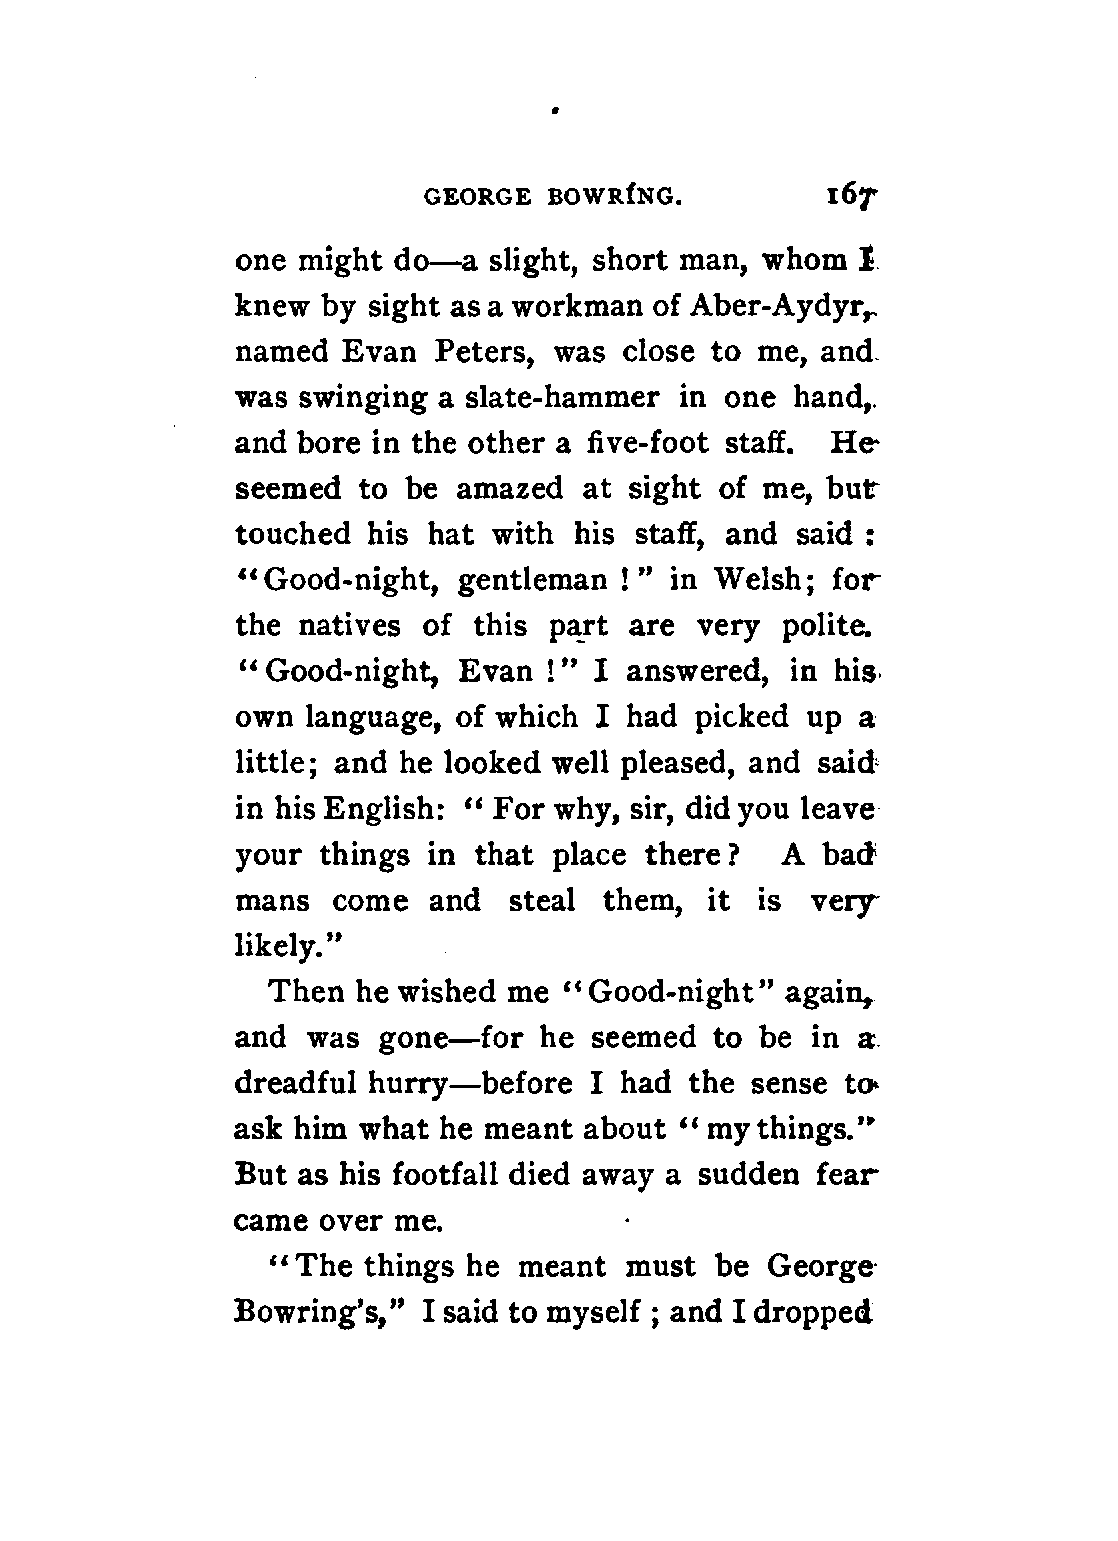 GEORGE BOWRING. 167
one might do—a slight, short man, whom I
knew by sight as a workman of Aber-Aydyr,
named Evan Peters, was close to me, and
was swinging a slate-hammer in one hand,
and bore in the other a five-foot staff. He
seemed to be amazed at sight of me, but
touched his hat with his staff, and said :
“Good-night, gentleman ! ” in Welsh; for
the natives of this part are very polite.
“Good-night, Evan !” I answered, in his
own language, of which I had picked up a
little; and he looked well pleased, and said
in his English: “For why, sir, did you leave
your things in that place there? A bad
mans come and steal them, it is very
likely.”
Then he wished me “Good-night” again,
and was gone—for he seemed to be in a
dreadful hurry—before I had the sense to
ask him what he meant about “my things.”
But as his footfall died away a sudden fear
came over me.
“The things he meant must be George
Bowring's,” I said to myself ; and I dropped